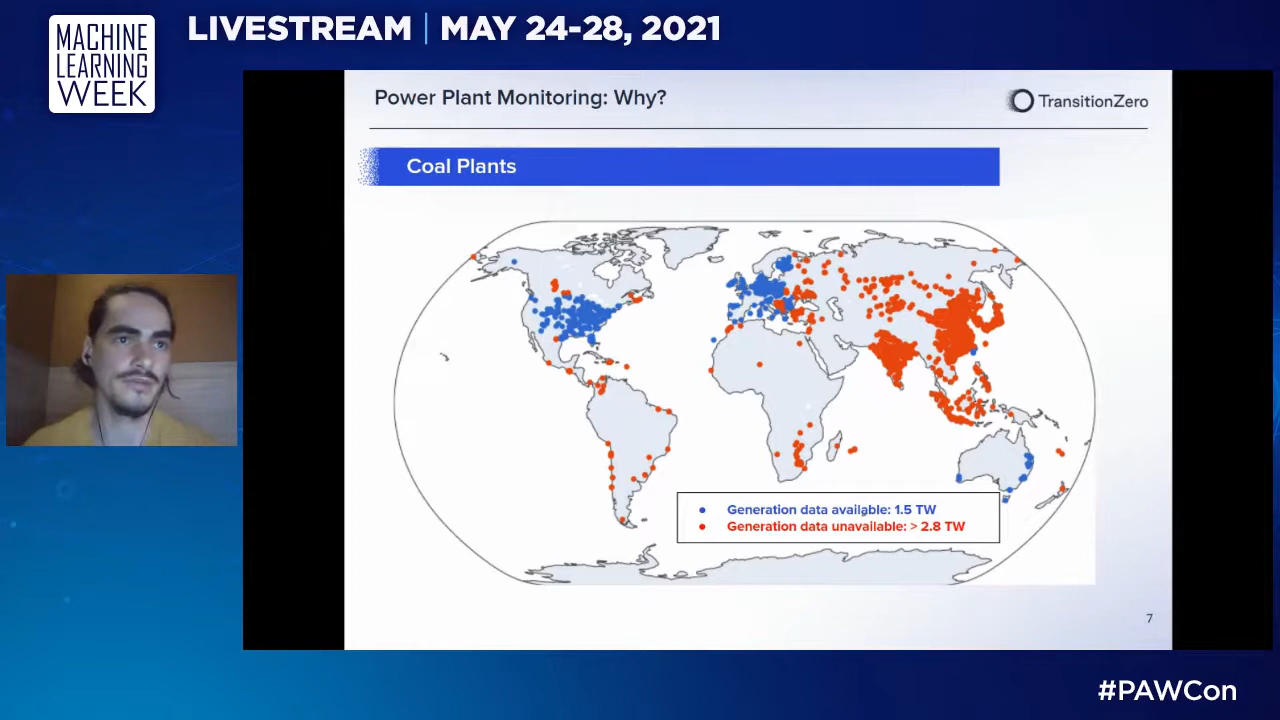 MACHINE
LEARNING
WEEK
LIVESTREAM | MAY 24-28, 2021
Power Plant Monitoring: Why?
TransitionZero
Coal Plants
Generation data available: 1.5 TW
Generation data unavailable: > 2.8 TW
7
#PAWCon